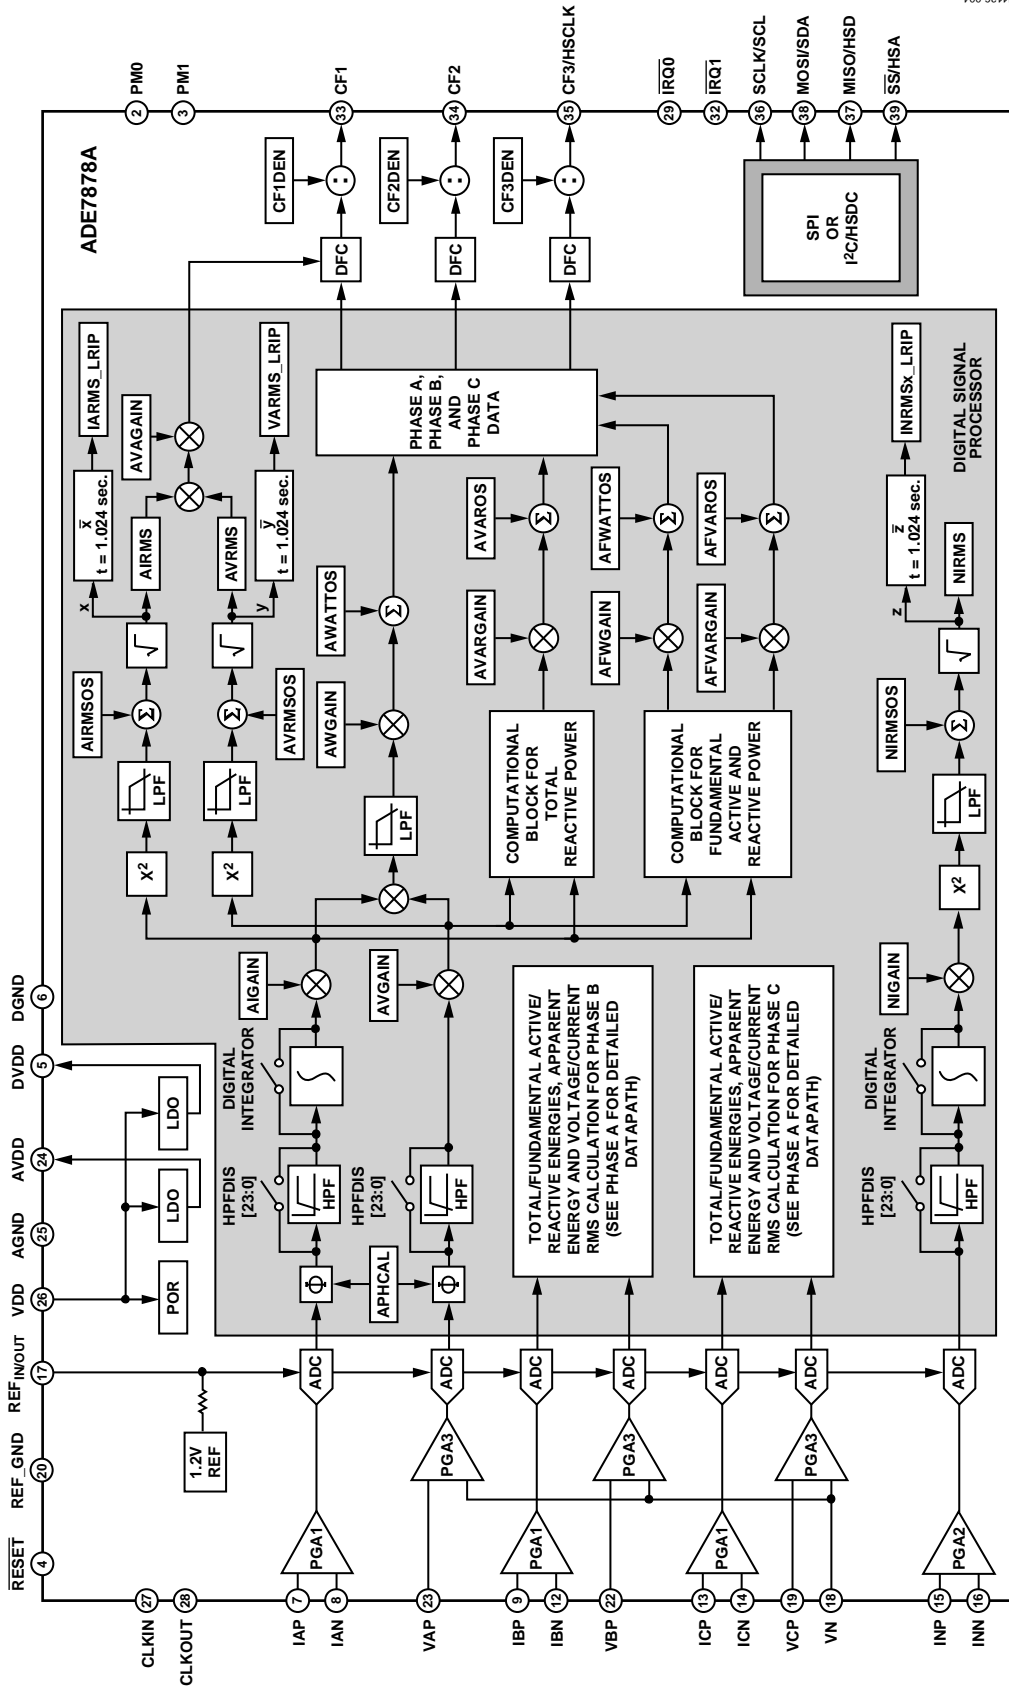 RESET
4
REF_GND
20
REF IN/OUT
17
VDD
26
AGND
25
AVDD
24
DVDD
5
DGND
6
ADE7878A
CLKIN
27
CLKOUT
28
1.2V
REF
POR
LDO
LDO
2
PM0
3
PM1
IAP
7
IAN
8
PGA1
ADC
Φ
HPFDIS
[23:0]
HPF
DIGITAL
INTEGRATOR
AIGAIN
X2
LPF
AIRMSOS
Σ
√
x
x
t = 1.024 sec.
IARMS_LRIP
AIRMS
AVAGAIN
APHCAL
VAP
23
PGA3
ADC
Φ
HPFDIS
[23:0]
HPF
AVGAIN
X2
LPF
AVRMSOS
Σ
√
AVRMS
y
y
t = 1.024 sec.
VARMS_LRIP
LPF
AWGAIN
AWATTOS
Σ
PHASE A,
PHASE B,
AND
PHASE C
DATA
DFC
CF1DEN
:
33
CF1
DFC
CF2DEN
:
34
CF2
DFC
CF3DEN
:
35
CF3/HSCLK
IBP
9
IBN
12
PGA1
ADC
VBP
22
PGA3
ADC
TOTAL/FUNDAMENTAL ACTIVE/
REACTIVE ENERGIES, APPARENT
ENERGY AND VOLTAGE/CURRENT
RMS CALCULATION FOR PHASE B
(SEE PHASE A FOR DETAILED
DATAPATH)
COMPUTATIONAL
BLOCK FOR
TOTAL
REACTIVE POWER
AVARGAIN
AVAROS
Σ
ICP
13
ICN
14
PGA1
ADC
VCP
19
VN
18
PGA3
ADC
TOTAL/FUNDAMENTAL ACTIVE/
REACTIVE ENERGIES, APPARENT
ENERGY AND VOLTAGE/CURRENT
RMS CALCULATION FOR PHASE C
(SEE PHASE A FOR DETAILED
DATAPATH)
COMPUTATIONAL
BLOCK FOR
FUNDAMENTAL
ACTIVE AND
REACTIVE POWER
AFWGAIN
AFWATTOS
Σ
AFVARGAIN
AFVAROS
Σ
29
IRQ0
32
IRQ1
SPI
OR
I2C/HSDC
36
SCLK/SCL
38
MOSI/SDA
37
MISO/HSD
39
SS/HSA
INP
15
INN
16
PGA2
ADC
HPFDIS
[23:0]
HPF
DIGITAL
INTEGRATOR
NIGAIN
X2
LPF
NIRMSOS
Σ
√
z
z
t = 1.024 sec.
INRMSx_LRIP
NIRMS
DIGITAL SIGNAL
PROCESSOR